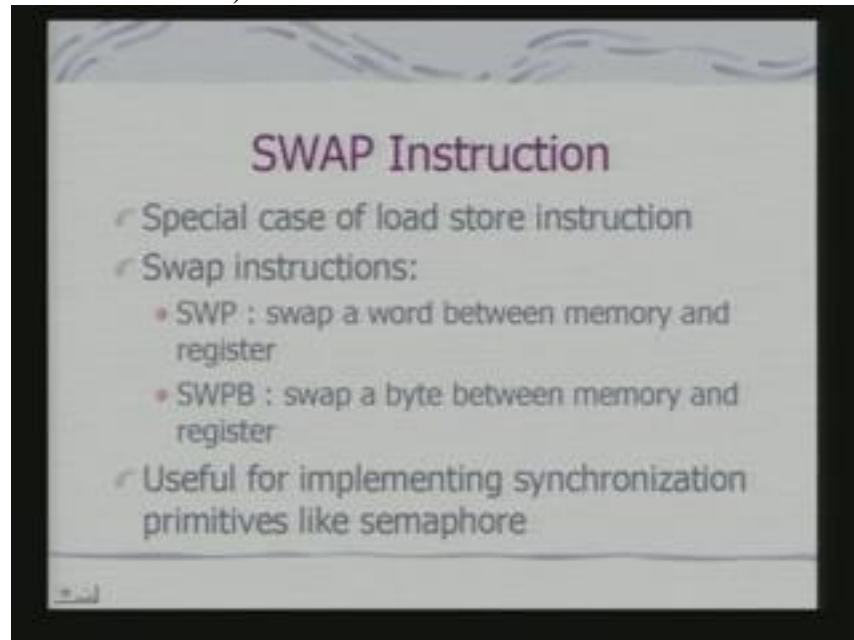 SWAP Instruction
Special case of load store instruction
Swap instructions:
SWP : swap a word between memory and
register
SWPB : swap a byte between memory and
register
Useful for implementing synchronization
primitives like semaphore